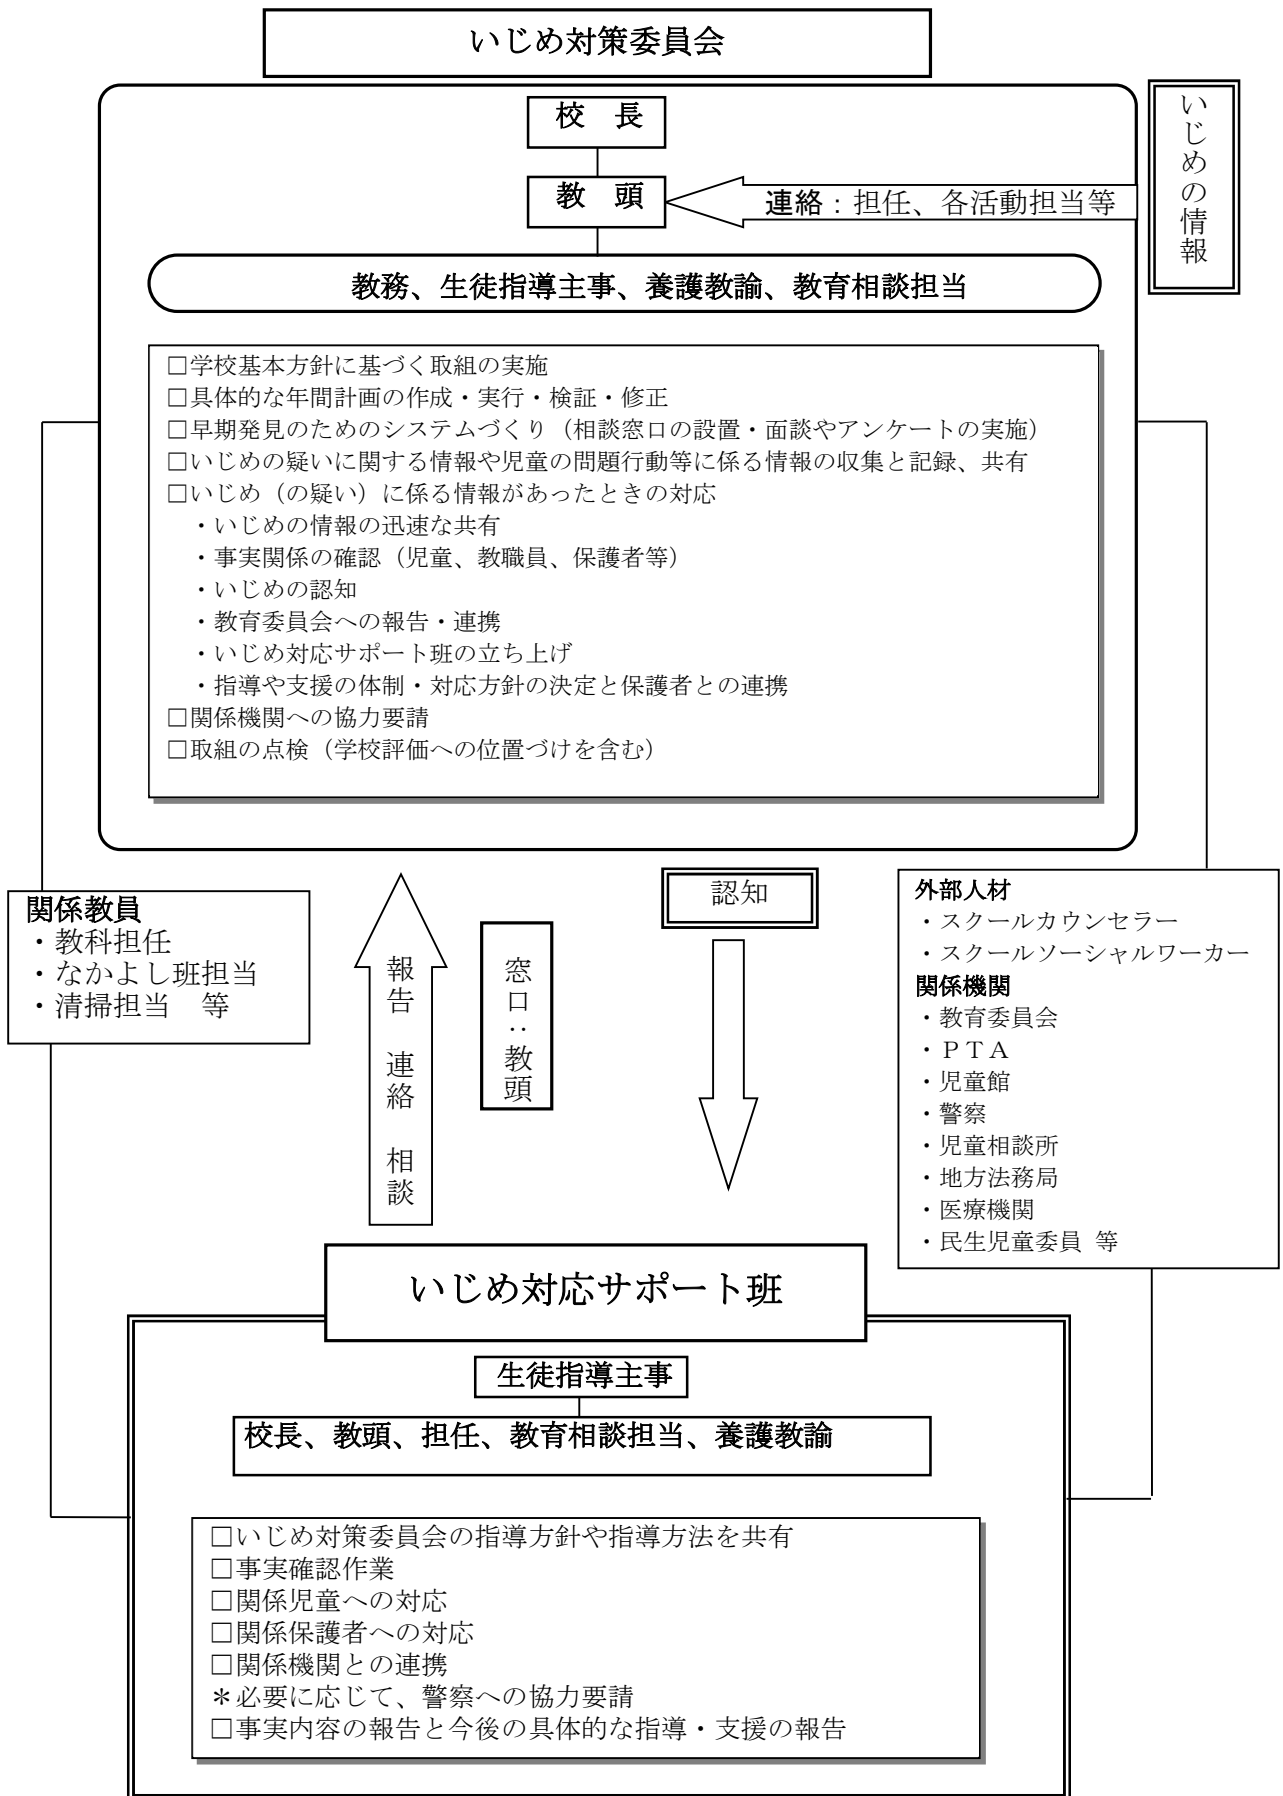 いじめ対策委員会
校　長
教　頭
連絡：担任、各活動担当等
いじめの情報
教務、生徒指導主事、養護教諭、教育相談担当
□学校基本方針に基づく取組の実施
□具体的な年間計画の作成・実行・検証・修正
□早期発見のためのシステムづくり（相談窓口の設置・面談やアンケートの実施）
□いじめの疑いに関する情報や児童の問題行動等に係る情報の収集と記録、共有
□いじめ（の疑い）に係る情報があったときの対応
・いじめの情報の迅速な共有
・事実関係の確認（児童、教職員、保護者等）
・いじめの認知
・教育委員会への報告・連携
・いじめ対応サポート班の立ち上げ
・指導や支援の体制・対応方針の決定と保護者との連携
□関係機関への協力要請
□取組の点検（学校評価への位置づけを含む）
関係教員
・教科担任
・なかよし班担当
・清掃担当　等
報告　連絡　相談
窓口：教頭
認知
外部人材
・スクールカウンセラー
・スクールソーシャルワーカー
関係機関
・教育委員会
・ＰＴＡ
・児童館
・警察
・児童相談所
・地方法務局
・医療機関
・民生児童委員 等
いじめ対応サポート班
生徒指導主事
校長、教頭、担任、教育相談担当、養護教諭
□いじめ対策委員会の指導方針や指導方法を共有
□事実確認作業
□関係児童への対応
□関係保護者への対応
□関係機関との連携
＊必要に応じて、警察への協力要請
□事実内容の報告と今後の具体的な指導・支援の報告